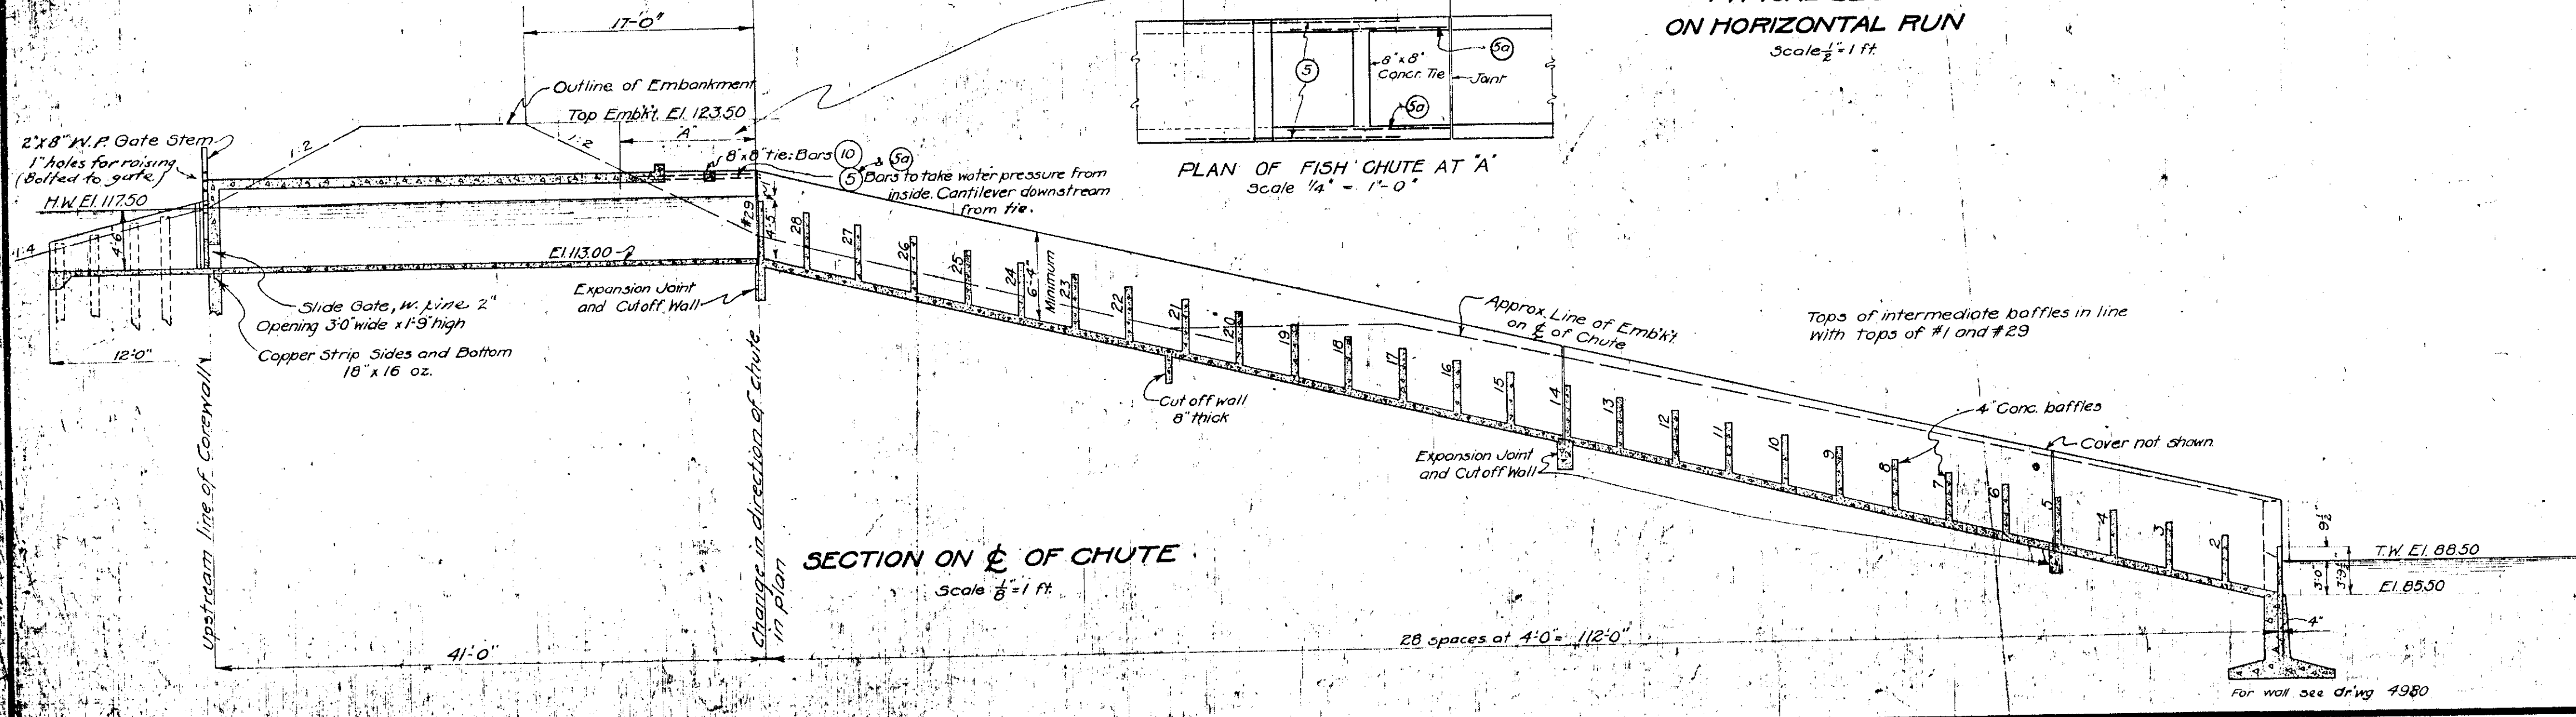 17'-0"
ON HORIZONTAL RUN
Scale ½"=1 ft.
Outline of Embankment
Top Embk't. El. 123.50
"A"
1:2
1:2
2"x8" W.P. Gate Stem
1" holes for raising
(Bolted to gate)
H.W. El. 117.50
1:4
4'-6"
8"x8" tie: Bars 10
& 5a
5 Bars to take water pressure from
inside. Cantilever downstream
from tie.
5
8"x8"
Concr. Tie
5a
Joint
5a
PLAN OF FISH CHUTE AT "A"
Scale 1/4" = 1'-0"
El. 113.00
Slide Gate, W. Line 2"
Opening 3'-0" wide x 1'-9" high
Copper Strip Sides and Bottom
18" x 16 oz.
12'-0"
Expansion Joint
and Cutoff Wall
#29
4'-5"
28
27
26
25
24
6'-4"
Minimum
23
22
21
20
19
18
17
16
15
14
13
12
11
10
9
8
7
6
5
4
3
2
Approx. Line of Embk't.
on ℄ of Chute
Tops of intermediate baffles in line
with tops of #1 and #29
Cut off wall
8" thick
4" Conc. baffles
Expansion Joint
and Cutoff Wall
Cover not shown
9½"
T.W. El. 88.50
3'-0"
3'-9½"
El. 85.50
4"
Upstream line of Corewall
Change in direction of chute
in plan
SECTION ON ℄ OF CHUTE
Scale ⅛"=1 ft.
41'-0"
28 spaces at 4'-0" = 112'-0"
For wall see dr'wg 4980